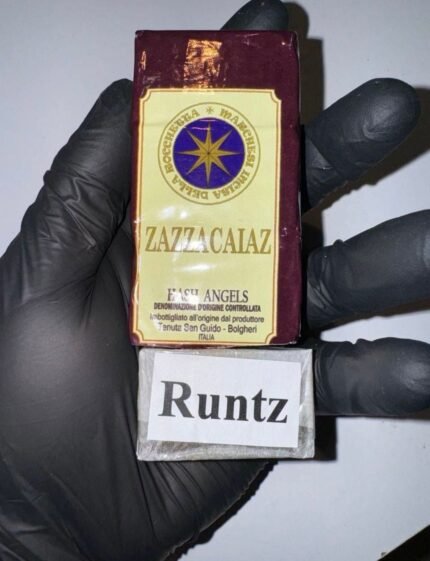 MARCHESI INCISA DELLA ROCCHETTA
ZAZZACAIAZ
HASH ANGELS
DENOMINAZIONE D'ORIGINE CONTROLLATA
Imbottigliato all'origine dal produttore
Tenuta San Guido - Bolgheri
ITALIA
Runtz